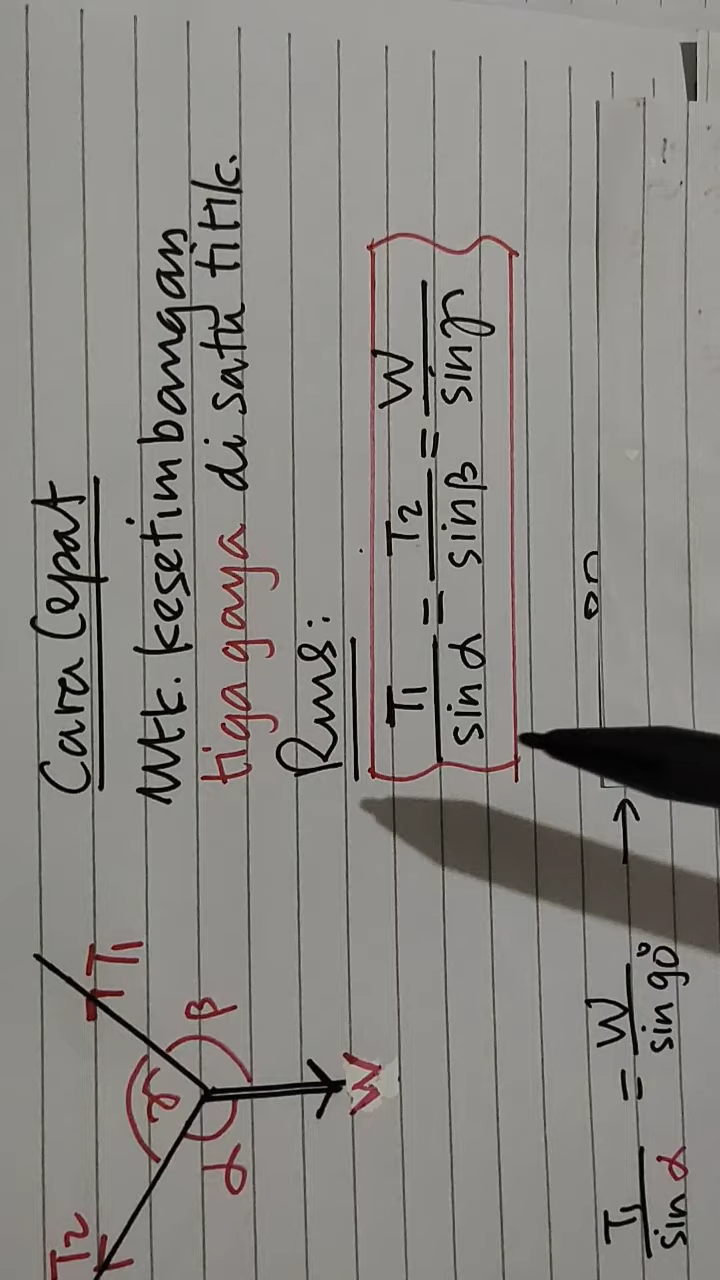 Cara Cepat
utk. kesetimbangan
tiga gaya di satu titik.
Rms:
T1/sin α = T2/sin β = W/sin γ
T2
T1
γ
α
β
W
T1/sin α = W/sin 90° →